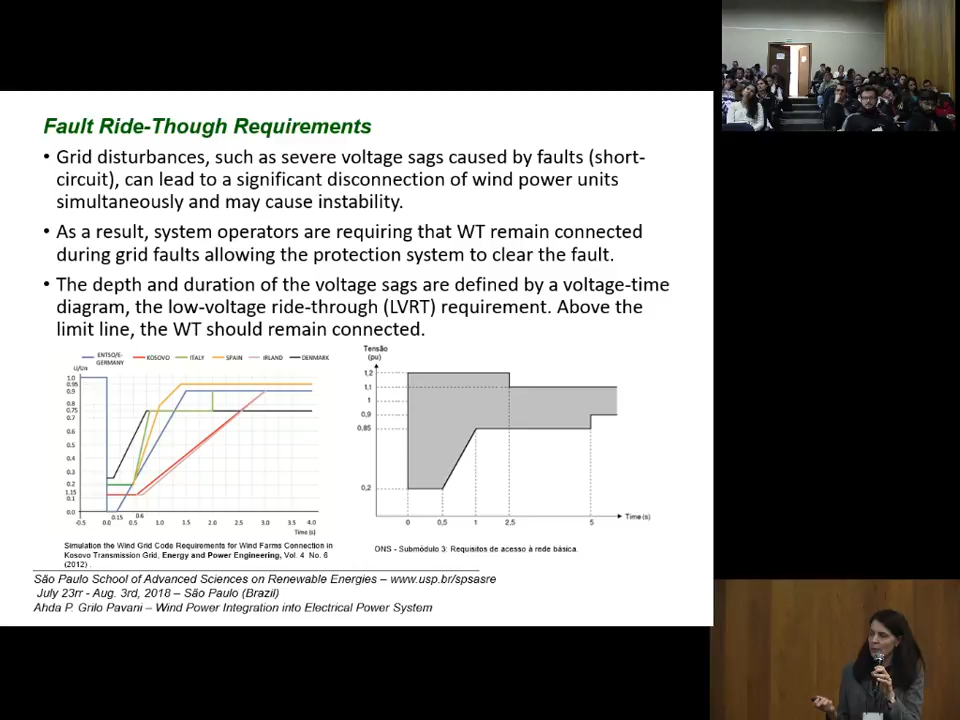 Fault Ride-Though Requirements
• Grid disturbances, such as severe voltage sags caused by faults (short-
circuit), can lead to a significant disconnection of wind power units
simultaneously and may cause instability.
• As a result, system operators are requiring that WT remain connected
during grid faults allowing the protection system to clear the fault.
• The depth and duration of the voltage sags are defined by a voltage-time
diagram, the low-voltage ride-through (LVRT) requirement. Above the
limit line, the WT should remain connected.
ENTSO/E-
GERMANY
KOSOVO
ITALY
SPAIN
IRLAND
DENMARK
U/Un
1.0
0.95
0.9
0.8
0.75
0.7
0.6
0.5
0.4
0.3
0.2
1.15
0.1
0.0
-0.5
0.0
0.15
0.5
0.6
1.0
1.5
2.0
2.5
3.0
3.5
4.0
Time (s)
Tensão
(pu)
1,2
1,1
1
0,9
0,85
0,2
0
0,5
1
2,5
5
Time (s)
Simulation the Wind Grid Code Requirements for Wind Farms Connection in
Kosovo Transmission Grid, Energy and Power Engineering, Vol. 4 No. 6
(2012) .
ONS - Submódulo 3: Requisitos de acesso à rede básica.
São Paulo School of Advanced Sciences on Renewable Energies – www.usp.br/spsasre
July 23rr - Aug. 3rd, 2018 – São Paulo (Brazil)
Ahda P. Grilo Pavani – Wind Power Integration into Electrical Power System